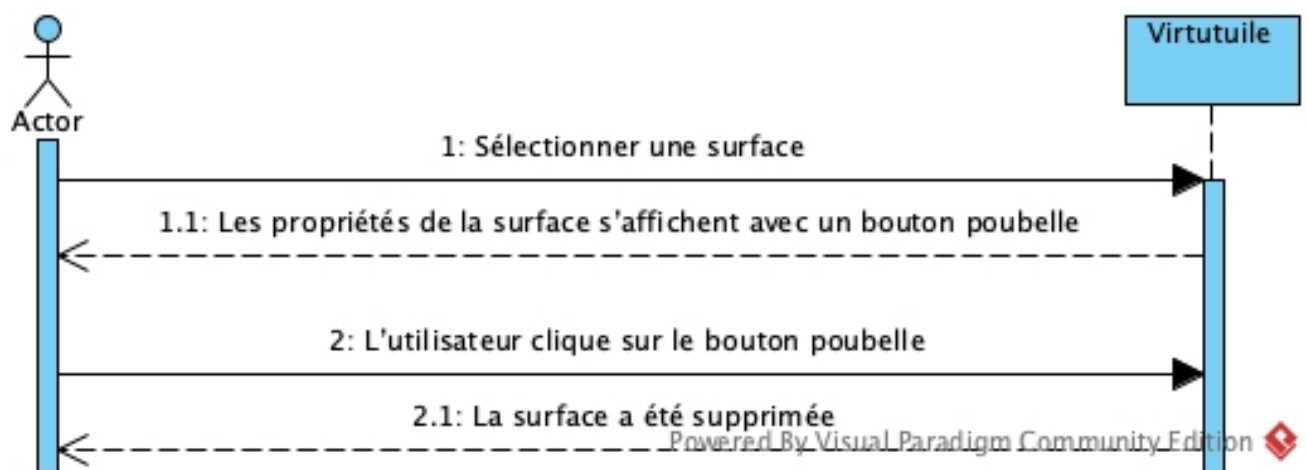 Virtutuile
Actor
1: Sélectionner une surface
1.1: Les propriétés de la surface s'affichent avec un bouton poubelle
2: L'utilisateur clique sur le bouton poubelle
2.1: La surface a été supprimée
Powered By Visual Paradigm Community Edition